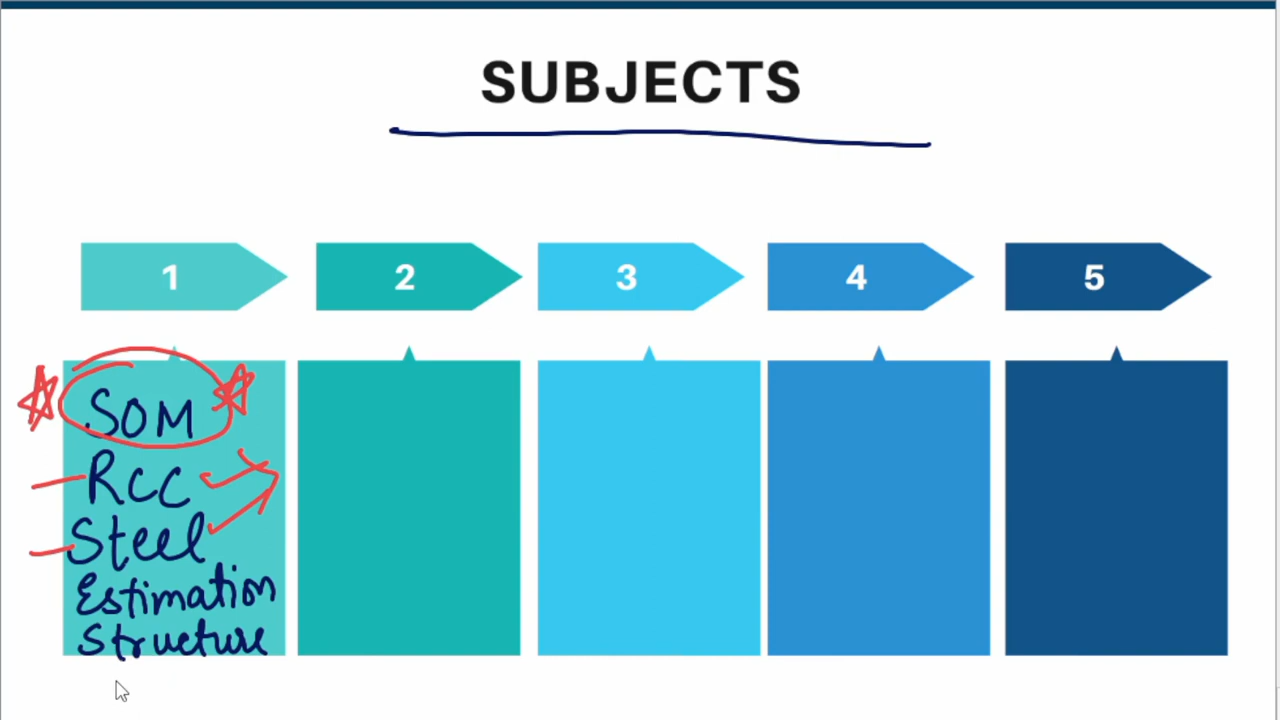 SUBJECTS
1 2 3 4 5
SOM
RCC
Steel
Estimation
Structure